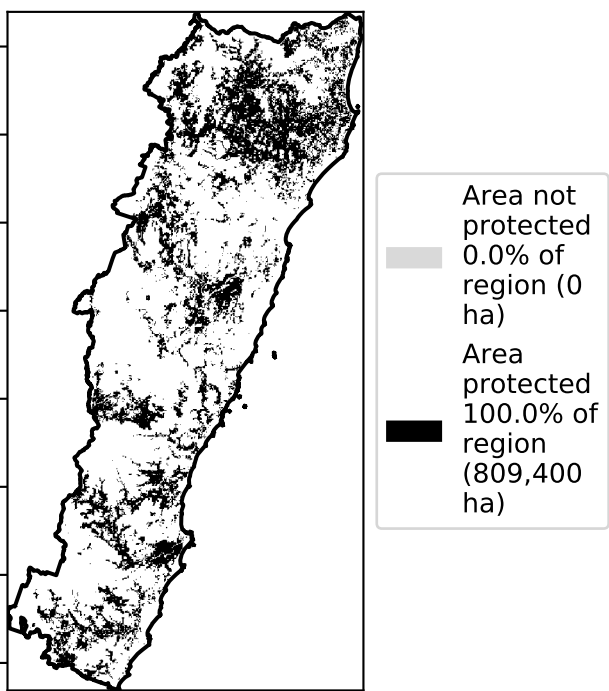 Area not
protected
0.0% of
region (0
ha)
Area
protected
100.0% of
region
(809,400
ha)